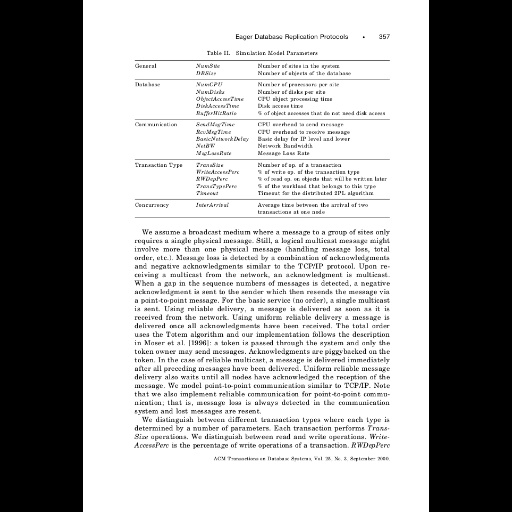 Eager Database Replication Protocols • 357
Table II. Simulation Model Parameters
General NumSite Number of sites in the system
DBSize Number of objects of the database
Database NumCPU Number of processors per site
NumDisks Number of disks per site
ObjectAccessTime CPU object processing time
DiskAccessTime Disk access time
BufferHitRatio % of object accesses that do not need disk access
Communication SendMsgTime CPU overhead to send message
RcvMsgTime CPU overhead to receive message
BasicNetworkDelay Basic delay for IP level and lower
NetBW Network Bandwidth
MsgLossRate Message Loss Rate
Transaction Type TransSize Number of op. of a transaction
WriteAccessPerc % of write op. of the transaction type
RWDepPerc % of read op. on objects that will be written later
TransTypePerc % of the workload that belongs to this type
Timeout Timeout for the distributed 2PL algorithm
Concurrency InterArrival Average time between the arrival of two
transactions at one node
We assume a broadcast medium where a message to a group of sites only
requires a single physical message. Still, a logical multicast message might
involve more than one physical message (handling message loss, total
order, etc.). Message loss is detected by a combination of acknowledgments
and negative acknowledgments similar to the TCP/IP protocol. Upon re-
ceiving a multicast from the network, an acknowledgment is multicast.
When a gap in the sequence numbers of messages is detected, a negative
acknowledgment is sent to the sender which then resends the message via
a point-to-point message. For the basic service (no order), a single multicast
is sent. Using reliable delivery, a message is delivered as soon as it is
received from the network. Using uniform reliable delivery a message is
delivered once all acknowledgments have been received. The total order
uses the Totem algorithm and our implementation follows the description
in Moser et al. [1996]: a token is passed through the system and only the
token owner may send messages. Acknowledgments are piggybacked on the
token. In the case of reliable multicast, a message is delivered immediately
after all preceding messages have been delivered. Uniform reliable message
delivery also waits until all nodes have acknowledged the reception of the
message. We model point-to-point communication similar to TCP/IP. Note
that we also implement reliable communication for point-to-point commu-
nication; that is, message loss is always detected in the communication
system and lost messages are resent.
We distinguish between different transaction types where each type is
determined by a number of parameters. Each transaction performs Trans-
Size operations. We distinguish between read and write operations. Write-
AccessPerc is the percentage of write operations of a transaction. RWDepPerc
ACM Transactions on Database Systems, Vol. 25, No. 3, September 2000.